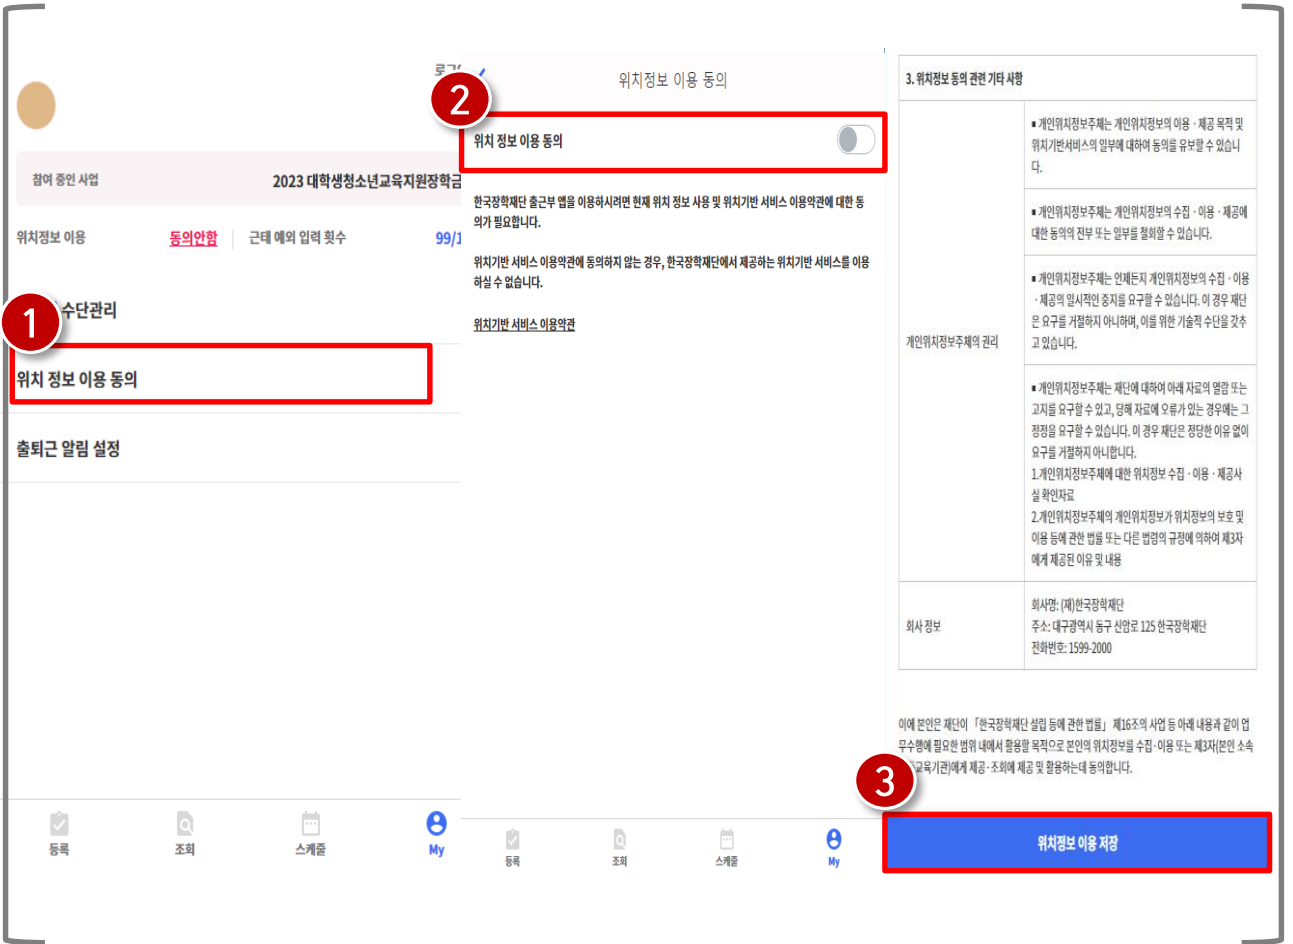 참여 중인 사업
2023 대학생청소년교육지원장학금
위치정보 이용
동의안함
근태 예외 입력 횟수
99/1
1
수단관리
위치 정보 이용 동의
출퇴근 알림 설정
등록
조회
스케줄
My
위치정보 이용 동의
2
위치 정보 이용 동의
한국장학재단 출근부 앱을 이용하시려면 현재 위치 정보 사용 및 위치기반 서비스 이용약관에 대한 동
의가 필요합니다.
위치기반 서비스 이용약관에 동의하지 않는 경우, 한국장학재단에서 제공하는 위치기반 서비스를 이용
하실 수 없습니다.
위치기반 서비스 이용약관
등록
조회
스케줄
My
3. 위치정보 동의 관련 기타 사항
개인위치정보주체의 권리
▪ 개인위치정보주체는 개인위치정보의 이용 · 제공 목적 및
위치기반서비스의 일부에 대하여 동의를 유보할 수 있습니
다.
▪ 개인위치정보주체는 개인위치정보의 수집 · 이용 · 제공에
대한 동의의 전부 또는 일부를 철회할 수 있습니다.
▪ 개인위치정보주체는 언제든지 개인위치정보의 수집 · 이용
· 제공의 일시적인 중지를 요구할 수 있습니다. 이 경우 재단
은 요구를 거절하지 아니하며, 이를 위한 기술적 수단을 갖추
고 있습니다.
▪ 개인위치정보주체는 재단에 대하여 아래 자료의 열람 또는
고지를 요구할 수 있고, 당해 자료에 오류가 있는 경우에는 그
정정을 요구할 수 있습니다. 이 경우 재단은 정당한 이유 없이
요구를 거절하지 아니합니다.
1.개인위치정보주체에 대한 위치정보 수집 · 이용 · 제공사
실 확인자료
2.개인위치정보주체의 개인위치정보가 위치정보의 보호 및
이용 등에 관한 법률 또는 다른 법령의 규정에 의하여 제3자
에게 제공된 이유 및 내용
회사 정보
회사명: (재)한국장학재단
주소: 대구광역시 동구 신암로 125 한국장학재단
전화번호: 1599-2000
이에 본인은 재단이 「한국장학재단 설립 등에 관한 법률」 제16조의 사업 등 아래 내용과 같이 업
무수행에 필요한 범위 내에서 활용할 목적으로 본인의 위치정보를 수집·이용 또는 제3자(본인 소속
교육기관)에게 제공·조회에 제공 및 활용하는데 동의합니다.
3
위치정보 이용 저장